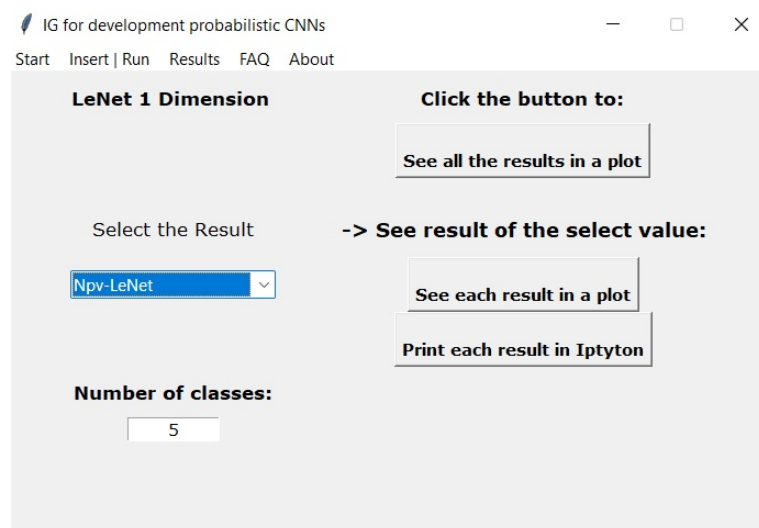 IG for development probabilistic CNNs
Start Insert | Run Results FAQ About
LeNet 1 Dimension
Click the button to:
See all the results in a plot
Select the Result
-> See result of the select value:
Npv-LeNet
See each result in a plot
Print each result in Iptyton
Number of classes:
5